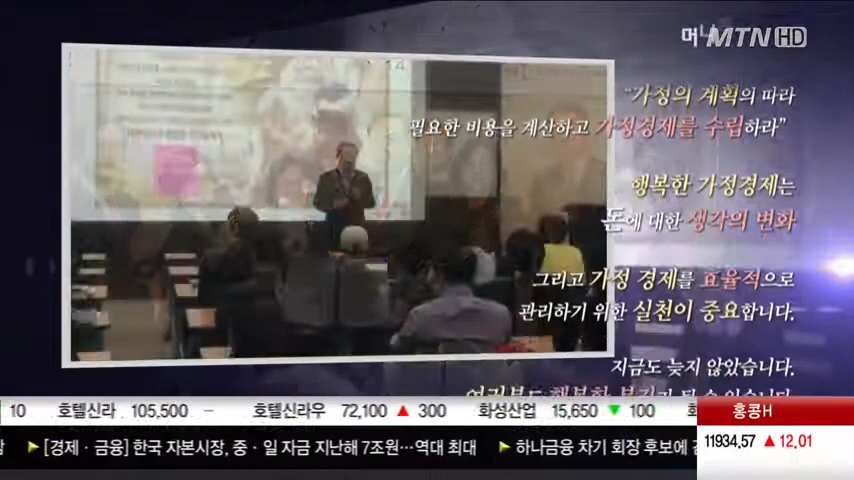 머니
MTN HD
"가정의 계획의 따라
필요한 비용을 계산하고 가정경제를 수립하라"
행복한 가정경제는
돈에 대한 생각의 변화
그리고 가정 경제를 효율적으로
관리하기 위한 실천이 중요합니다.
지금도 늦지 않았습니다.
10 호텔신라 105,500 – 호텔신라우 72,100 ▲ 300 화성산업 15,650 ▼ 100
홍콩H
11934.57 ▲ 12.01
▶ [경제·금융] 한국 자본시장, 중·일 자금 지난해 7조원…역대 최대 ▶ 하나금융 차기 회장 후보에